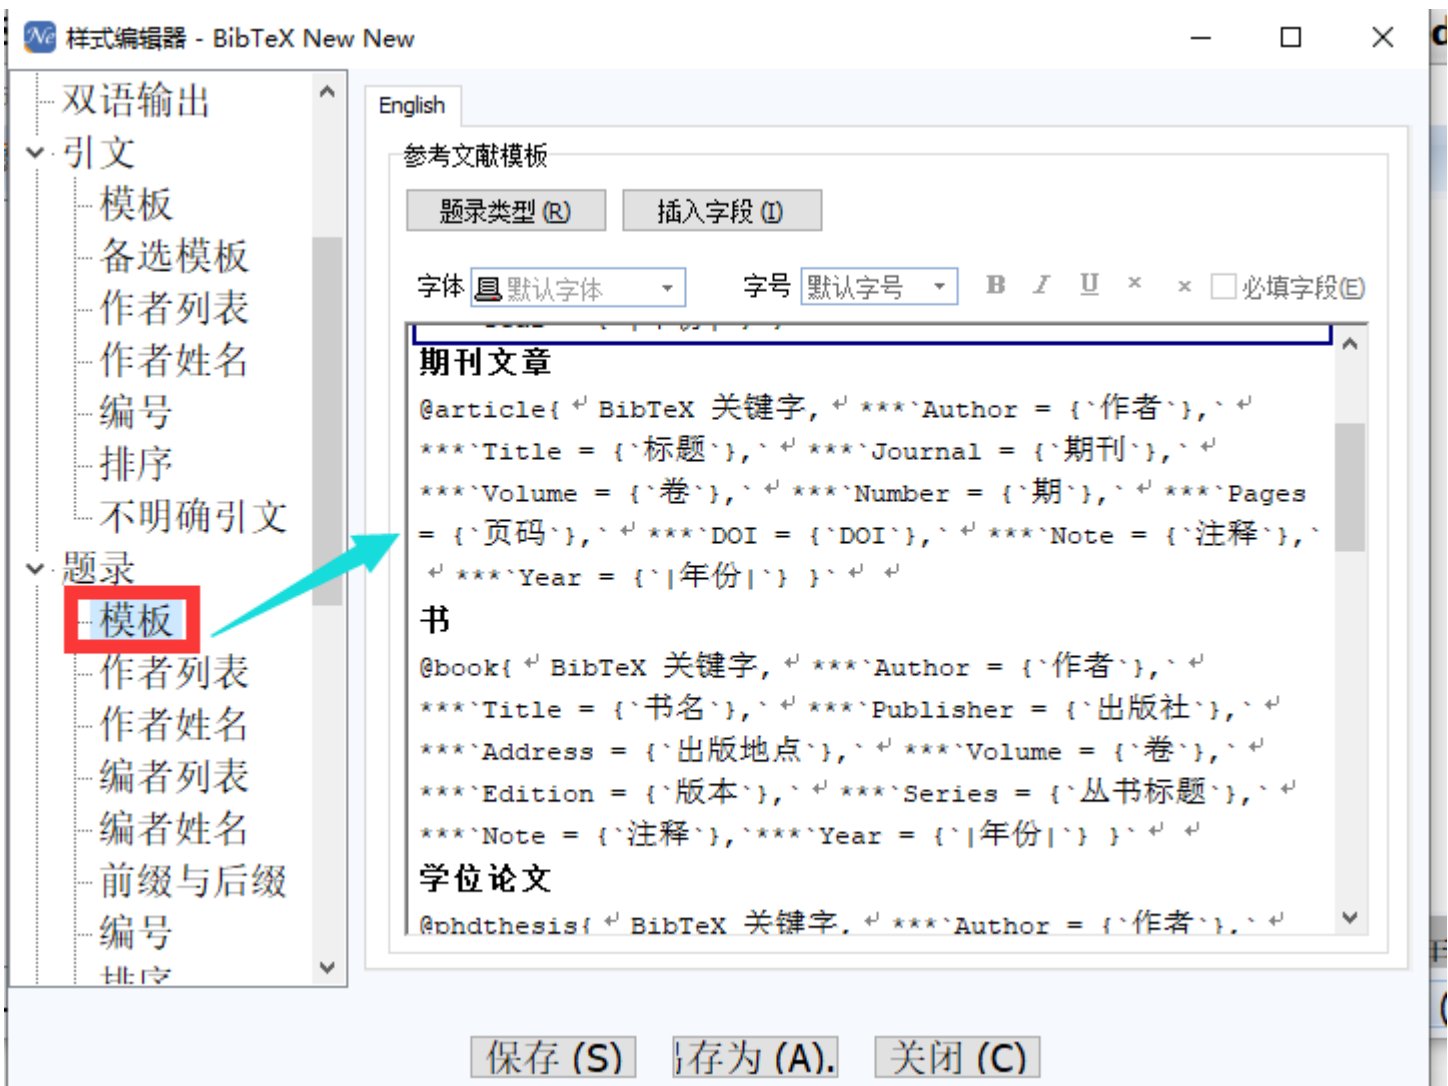 Ne 样式编辑器 - BibTeX New New
双语输出
引文
模板
备选模板
作者列表
作者姓名
编号
排序
不明确引文
题录
模板
作者列表
作者姓名
编者列表
编者姓名
前缀与后缀
编号
排序
English
参考文献模板
题录类型 (R) 插入字段 (I)
字体 默认字体 字号 默认字号 B I U × × 必填字段(E)
期刊文章
@article{ ↵ BibTeX 关键字, ↵ ***`Author = {`作者`},` ↵
***`Title = {`标题`},` ↵ ***`Journal = {`期刊`},` ↵
***`Volume = {`卷`},` ↵ ***`Number = {`期`},` ↵ ***`Pages
= {`页码`},` ↵ ***`DOI = {`DOI`},` ↵ ***`Note = {`注释`},`
↵ ***`Year = {`|年份|`} }` ↵ ↵
书
@book{ ↵ BibTeX 关键字, ↵ ***`Author = {`作者`},` ↵
***`Title = {`书名`},` ↵ ***`Publisher = {`出版社`},` ↵
***`Address = {`出版地点`},` ↵ ***`Volume = {`卷`},` ↵
***`Edition = {`版本`},` ↵ ***`Series = {`丛书标题`},` ↵
***`Note = {`注释`},`***`Year = {`|年份|`} }` ↵ ↵
学位论文
@phdthesis{ ↵ BibTeX 关键字, ↵ ***`Author = {`作者`},` ↵
保存 (S) 存为 (A). 关闭 (C)